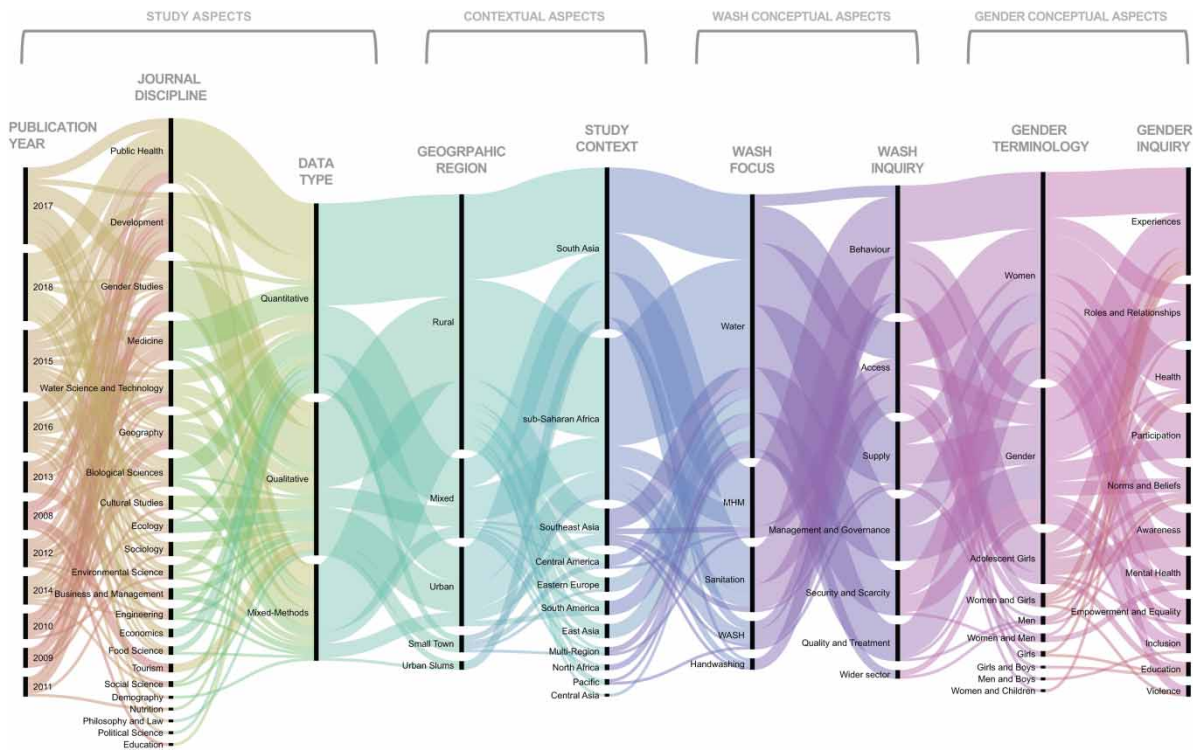 STUDY ASPECTS
CONTEXTUAL ASPECTS
WASH CONCEPTUAL ASPECTS
GENDER CONCEPTUAL ASPECTS
PUBLICATION
YEAR
2017
2018
2015
2016
2013
2008
2012
2014
2010
2009
2011
JOURNAL
DISCIPLINE
Public Health
Development
Gender Studies
Medicine
Water Science and Technology
Geography
Biological Sciences
Cultural Studies
Ecology
Sociology
Environmental Science
Business and Management
Engineering
Economics
Food Science
Tourism
Social Science
Demography
Nutrition
Philosophy and Law
Political Science
Education
DATA
TYPE
Quantitative
Qualitative
Mixed-Methods
GEOGRPAHIC
REGION
Rural
Mixed
Urban
Small Town
Urban Slums
STUDY
CONTEXT
South Asia
sub-Saharan Africa
Southeast Asia
Central America
Eastern Europe
South America
East Asia
Multi-Region
North Africa
Pacific
Central Asia
WASH
FOCUS
Water
MHM
Sanitation
WASH
Handwashing
WASH
INQUIRY
Behaviour
Access
Supply
Management and Governance
Security and Scarcity
Quality and Treatment
Wider sector
GENDER
TERMINOLOGY
Women
Gender
Adolescent Girls
Women and Girls
Men
Women and Men
Girls
Girls and Boys
Men and Boys
Women and Children
GENDER
INQUIRY
Experiences
Roles and Relationships
Health
Participation
Norms and Beliefs
Awareness
Mental Health
Empowerment and Equality
Inclusion
Education
Violence